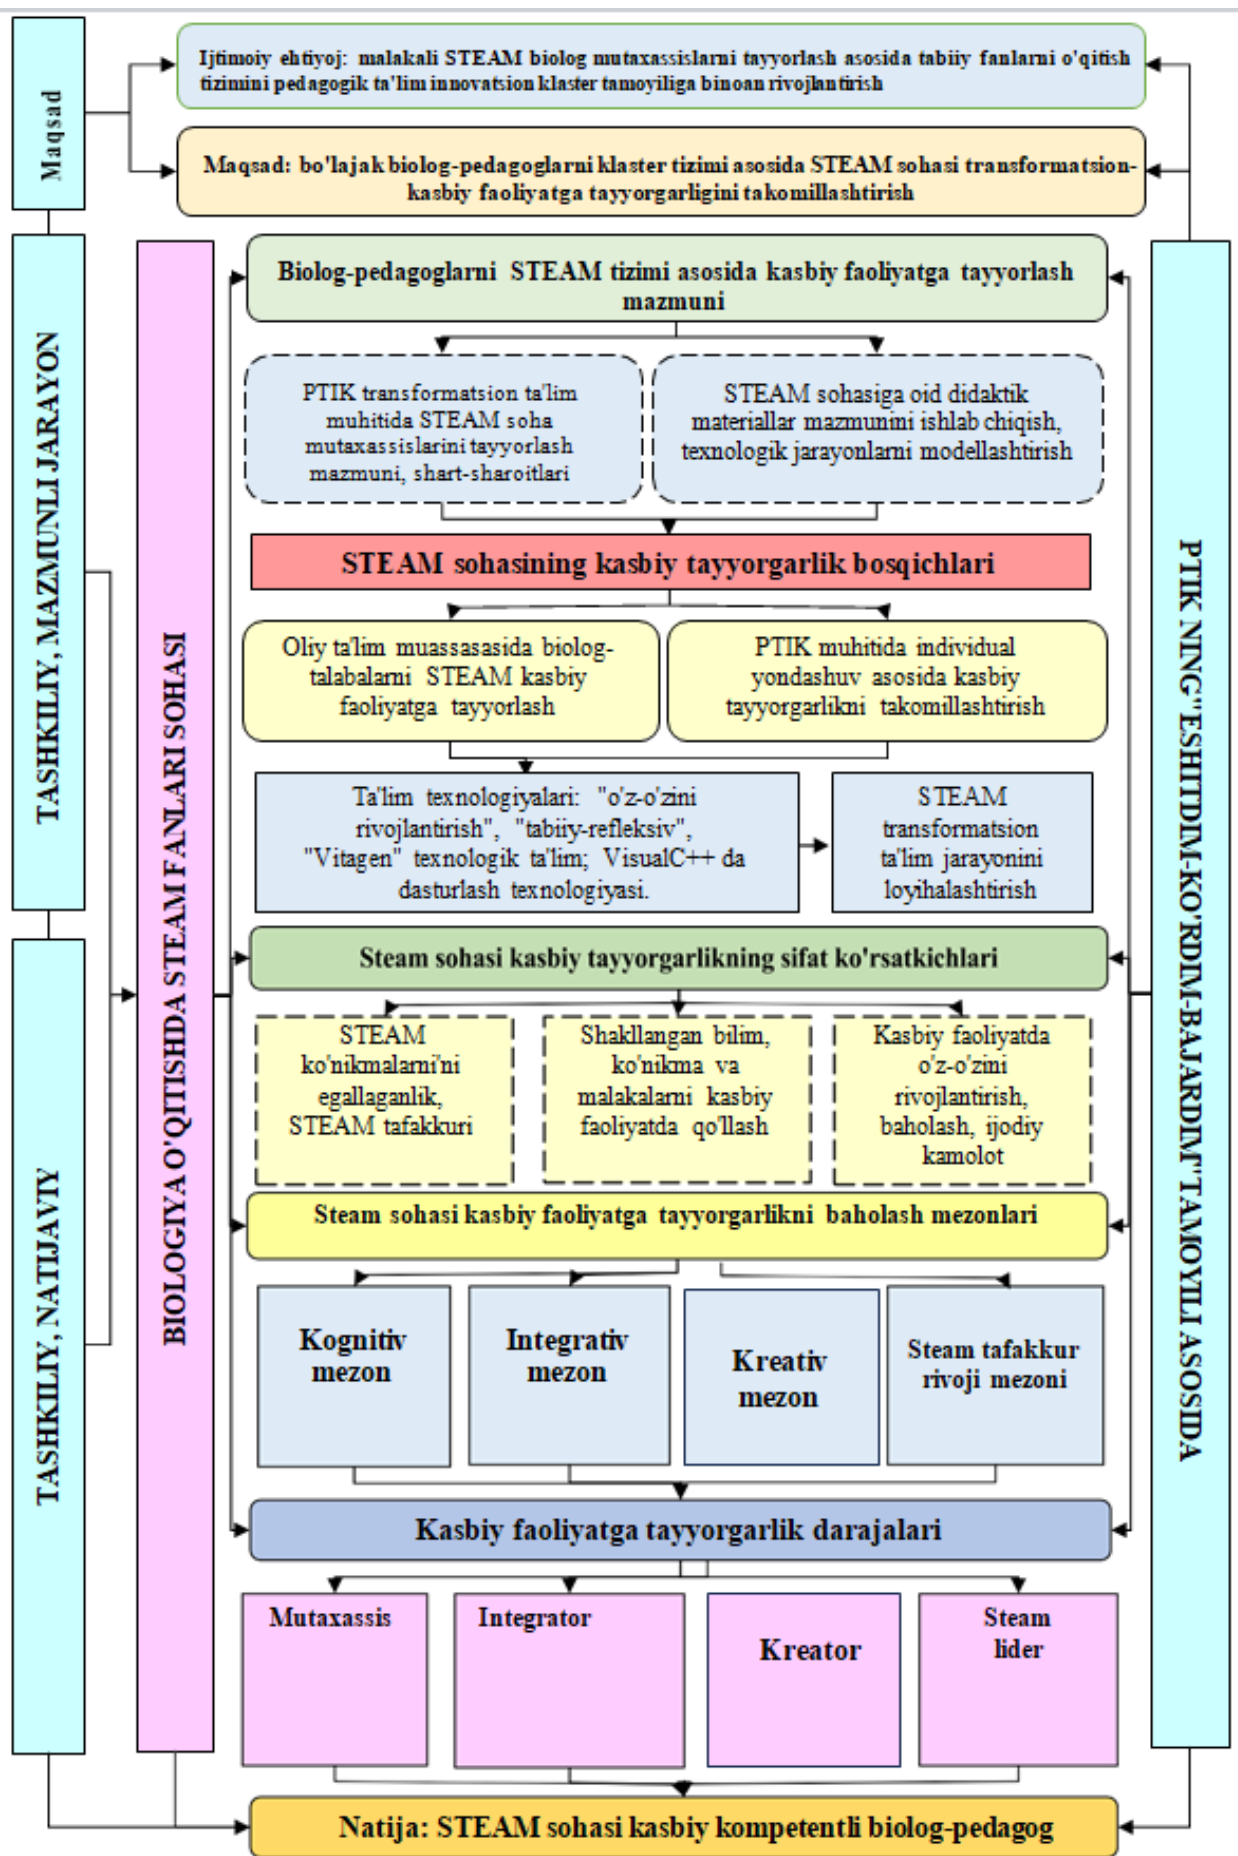 Maqsad
Ijtimoiy ehtiyoj: malakali STEAM biolog mutaxassislarni tayyorlash asosida tabiiy fanlarni o'qitish
tizimini pedagogik ta'lim innovatsion klaster tamoyiliga binoan rivojlantirish
Maqsad: bo'lajak biolog-pedagoglarni klaster tizimi asosida STEAM sohasi transformatsion-
kasbiy faoliyatga tayyorgarligini takomillashtirish
TASHKILIY, MAZMUNLI JARAYON
TASHKILIY, NATIJAVIY
BIOLOGIYA O'QITISHDA STEAM FANLARI SOHASI
Biolog-pedagoglarni STEAM tizimi asosida kasbiy faoliyatga tayyorlash
mazmuni
PTIK transformatsion ta'lim
muhitida STEAM soha
mutaxassislarini tayyorlash
mazmuni, shart-sharoitlari
STEAM sohasiga oid didaktik
materiallar mazmunini ishlab chiqish,
texnologik jarayonlarni modellashtirish
STEAM sohasining kasbiy tayyorgarlik bosqichlari
Oliy ta'lim muassasasida biolog-
talabalarni STEAM kasbiy
faoliyatga tayyorlash
PTIK muhitida individual
yondashuv asosida kasbiy
tayyorgarlikni takomillashtirish
Ta'lim texnologiyalari: "o'z-o'zini
rivojlantirish", "tabiiy-refleksiv",
"Vitagen" texnologik ta'lim; VisualC++ da
dasturlash texnologiyasi.
STEAM
transformatsion
ta'lim jarayonini
loyihalashtirish
Steam sohasi kasbiy tayyorgarlikning sifat ko'rsatkichlari
STEAM
ko'nikmalarni'ni
egallaganlik,
STEAM tafakkuri
Shakllangan bilim,
ko'nikma va
malakalarni kasbiy
faoliyatda qo'llash
Kasbiy faoliyatda
o'z-o'zini
rivojlantirish,
baholash, ijodiy
kamolot
Steam sohasi kasbiy faoliyatga tayyorgarlikni baholash mezonlari
Kognitiv
mezon
Integrativ
mezon
Kreativ
mezon
Steam tafakkur
rivoji mezoni
Kasbiy faoliyatga tayyorgarlik darajalari
Mutaxassis
Integrator
Kreator
Steam
lider
Natija: STEAM sohasi kasbiy kompetentli biolog-pedagog
PTIK NING"ESHITDIM-KO'RDIM-BAJARDIM"TAMOYILI ASOSIDA